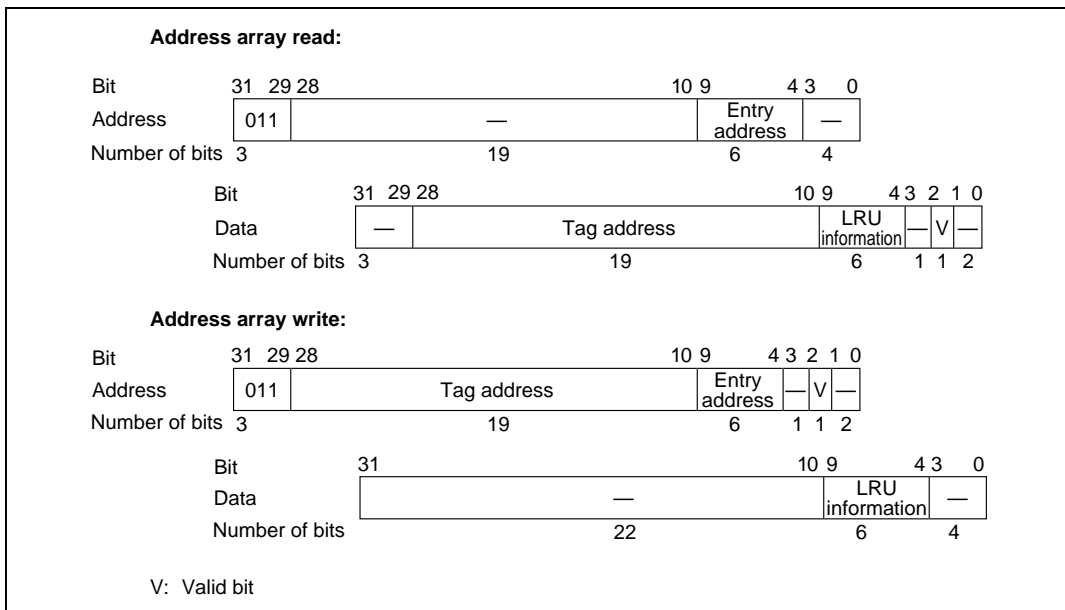 Address array read:
Bit 31 29 28 10 9 4 3 0
Address 011 — Entry address —
Number of bits 3 19 6 4
Bit 31 29 28 10 9 4 3 2 1 0
Data — Tag address LRU information — V —
Number of bits 3 19 6 1 1 2
Address array write:
Bit 31 29 28 10 9 4 3 2 1 0
Address 011 Tag address Entry address — V —
Number of bits 3 19 6 1 1 2
Bit 31 10 9 4 3 0
Data — LRU information —
Number of bits 22 6 4
V: Valid bit